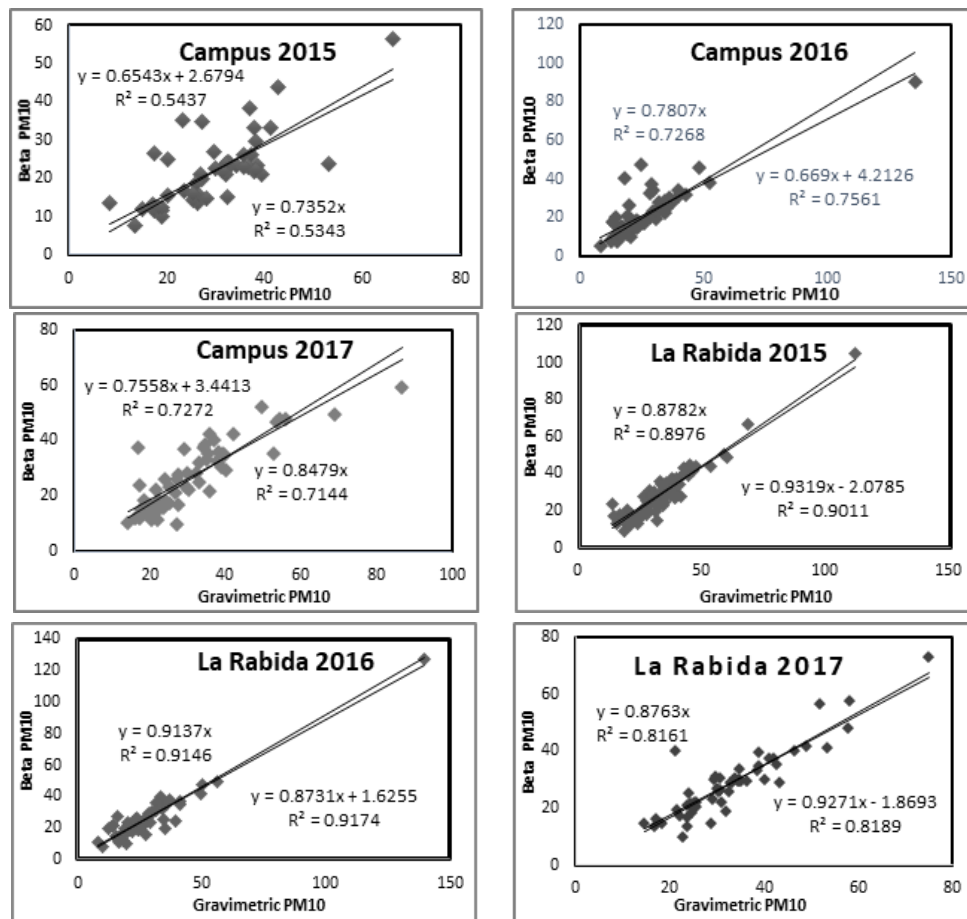 Campus 2015
y = 0.6543x + 2.6794
R² = 0.5437
y = 0.7352x
R² = 0.5343
Beta PM10
60
50
40
30
20
10
0
0 20 40 60 80
Gravimetric PM10
Campus 2016
y = 0.7807x
R² = 0.7268
y = 0.669x + 4.2126
R² = 0.7561
Beta PM10
120
100
80
60
40
20
0
0 50 100 150
Gravimetric PM10
Campus 2017
y = 0.7558x + 3.4413
R² = 0.7272
y = 0.8479x
R² = 0.7144
Beta PM10
80
60
40
20
0
0 20 40 60 80 100
Gravimetric PM10
La Rabida 2015
y = 0.8782x
R² = 0.8976
y = 0.9319x - 2.0785
R² = 0.9011
Beta PM10
120
100
80
60
40
20
0
0 50 100 150
Gravimetric PM10
La Rabida 2016
y = 0.9137x
R² = 0.9146
y = 0.8731x + 1.6255
R² = 0.9174
Beta PM10
140
120
100
80
60
40
20
0
0 50 100 150
Gravimetric PM10
La Rabida 2017
y = 0.8763x
R² = 0.8161
y = 0.9271x - 1.8693
R² = 0.8189
Beta PM10
80
60
40
20
0
0 20 40 60 80
Gravimetric PM10